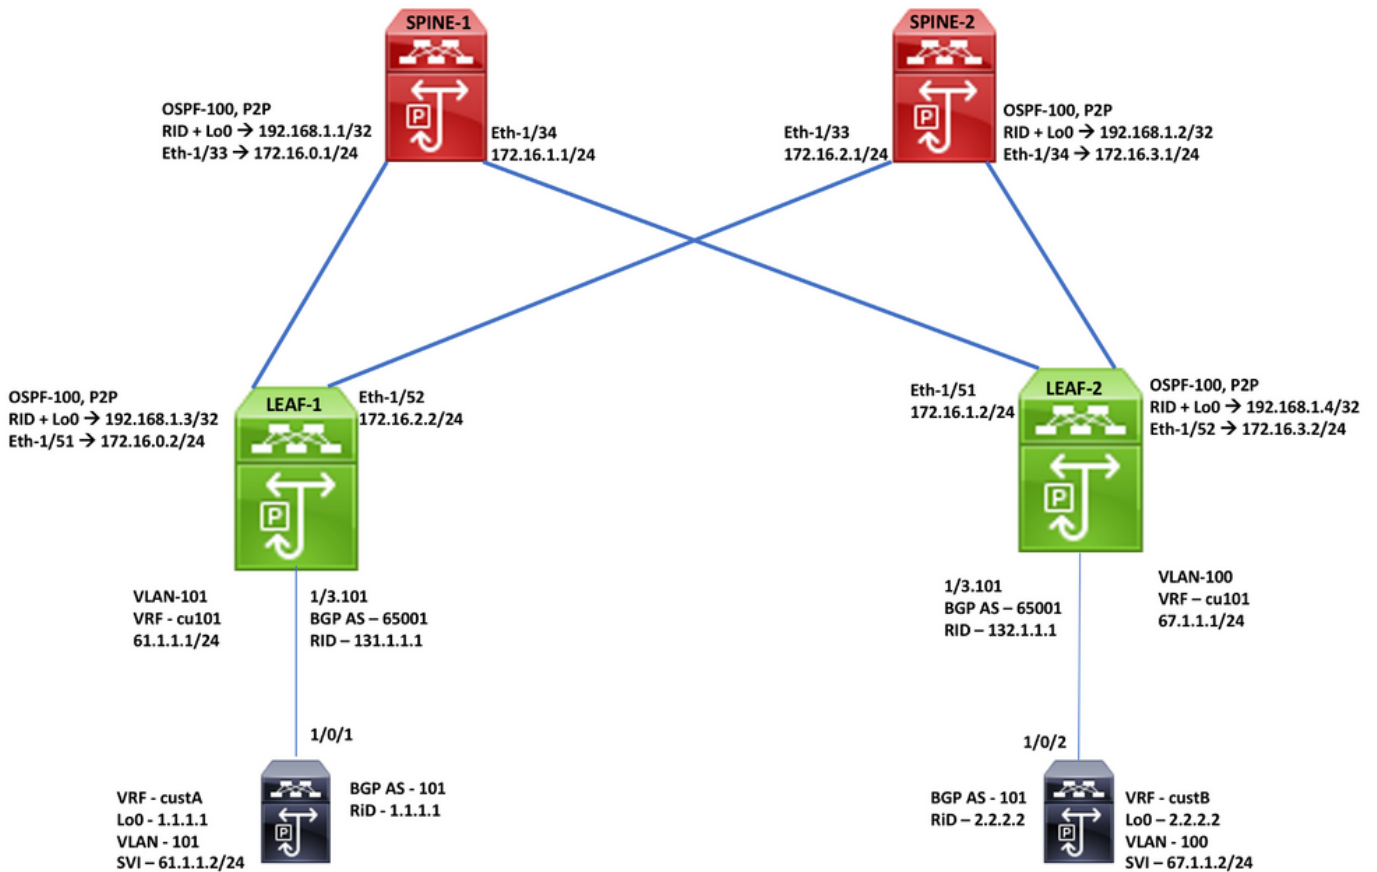 SPINE-1
SPINE-2
OSPF-100, P2P
RID + Lo0 → 192.168.1.1/32
Eth-1/33 → 172.16.0.1/24
Eth-1/34
172.16.1.1/24
Eth-1/33
172.16.2.1/24
OSPF-100, P2P
RID + Lo0 → 192.168.1.2/32
Eth-1/34 → 172.16.3.1/24
P
P
OSPF-100, P2P
RID + Lo0 → 192.168.1.3/32
Eth-1/51 → 172.16.0.2/24
LEAF-1
Eth-1/52
172.16.2.2/24
Eth-1/51
172.16.1.2/24
LEAF-2
OSPF-100, P2P
RID + Lo0 → 192.168.1.4/32
Eth-1/52 → 172.16.3.2/24
P
P
VLAN-101
VRF - cu101
61.1.1.1/24
1/3.101
BGP AS – 65001
RID – 131.1.1.1
1/3.101
BGP AS – 65001
RID – 132.1.1.1
VLAN-100
VRF – cu101
67.1.1.1/24
1/0/1
1/0/2
VRF - custA
Lo0 - 1.1.1.1
VLAN - 101
SVI – 61.1.1.2/24
P
BGP AS - 101
RiD - 1.1.1.1
BGP AS - 101
RiD – 2.2.2.2
P
VRF - custB
Lo0 – 2.2.2.2
VLAN - 100
SVI – 67.1.1.2/24